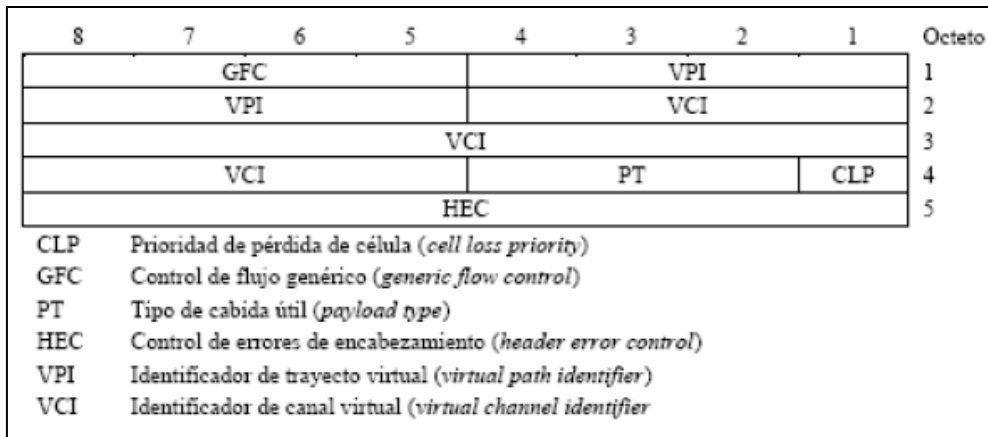 8 7 6 5 4 3 2 1 Octeto
GFC VPI 1
VPI VCI 2
VCI 3
VCI PT CLP 4
HEC 5
CLP Prioridad de pérdida de célula (cell loss priority)
GFC Control de flujo genérico (generic flow control)
PT Tipo de cabida útil (payload type)
HEC Control de errores de encabezamiento (header error control)
VPI Identificador de trayecto virtual (virtual path identifier)
VCI Identificador de canal virtual (virtual channel identifier